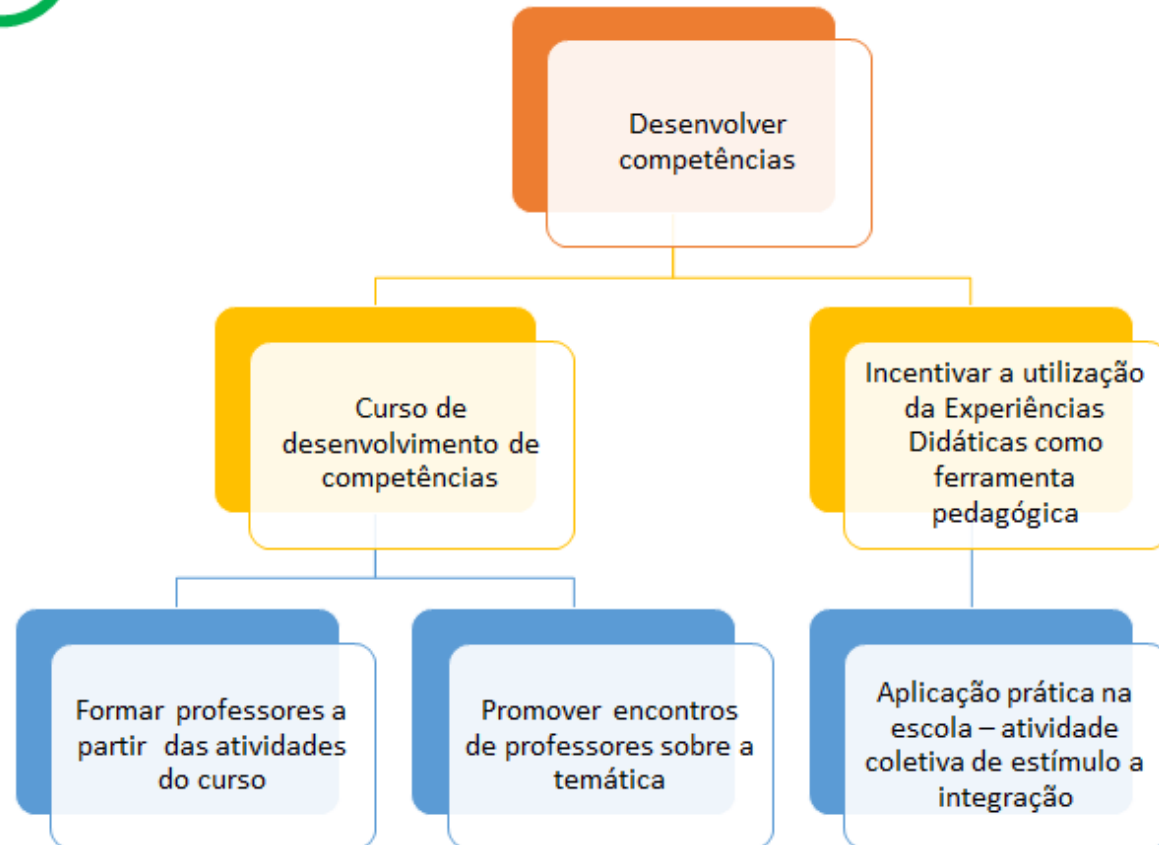 Desenvolver
competências
Curso de
desenvolvimento de
competências
Incentivar a utilização
da Experiências
Didáticas como
ferramenta
pedagógica
Formar professores a
partir das atividades
do curso
Promover encontros
de professores sobre a
temática
Aplicação prática na
escola – atividade
coletiva de estímulo a
integração